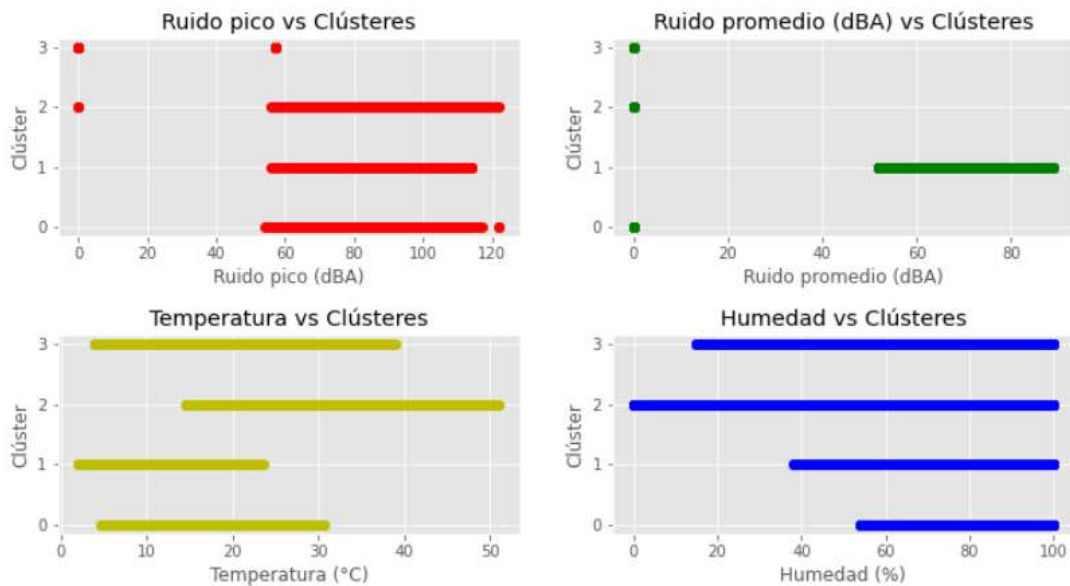 Ruido pico vs Clústeres
3
2
1
0
Clúster
0 20 40 60 80 100 120
Ruido pico (dBA)
Ruido promedio (dBA) vs Clústeres
3
2
1
0
Clúster
0 20 40 60 80
Ruido promedio (dBA)
Temperatura vs Clústeres
3
2
1
0
Clúster
0 10 20 30 40 50
Temperatura (°C)
Humedad vs Clústeres
3
2
1
0
Clúster
0 20 40 60 80 100
Humedad (%)